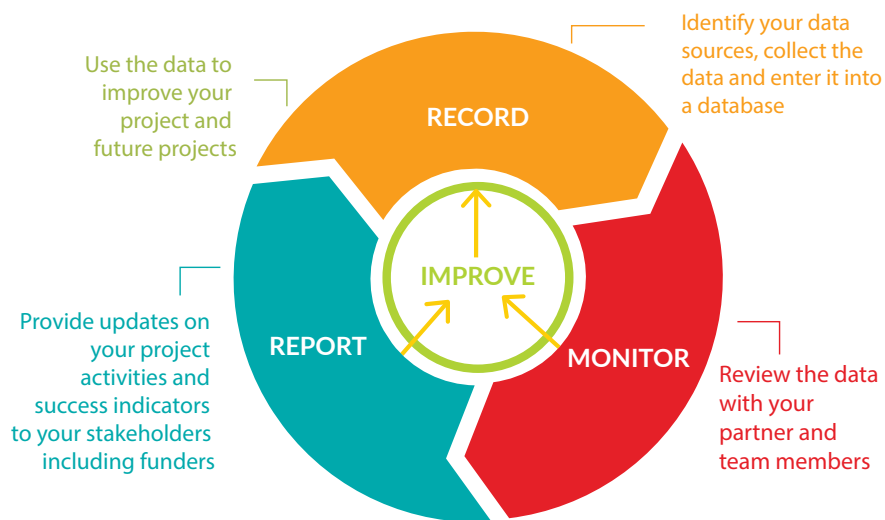 Identify your data
sources, collect the
data and enter it into
a database
Use the data to
improve your
project and
future projects
RECORD
IMPROVE
REPORT
MONITOR
Provide updates on
your project
activities and
success indicators
to your stakeholders
including funders
Review the data
with your
partner and
team members